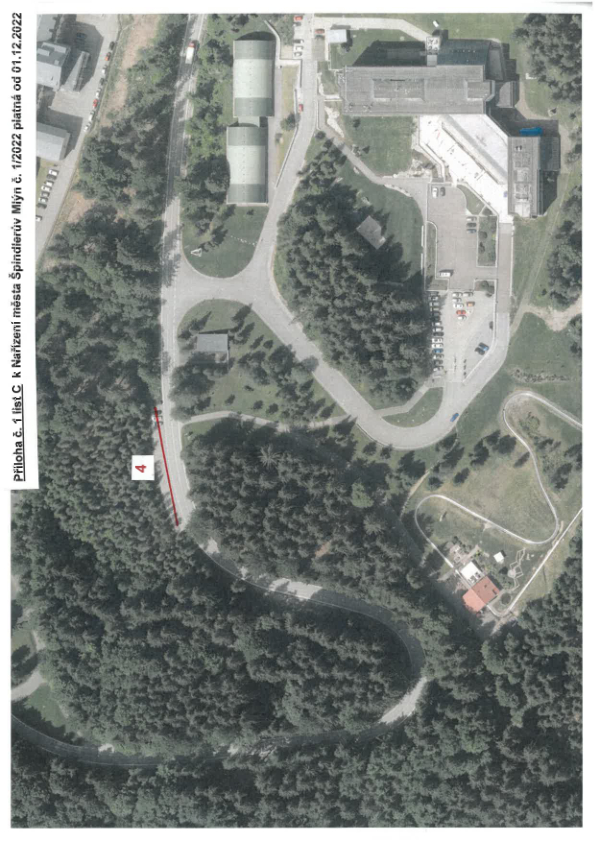 Příloha č. 1 list C k Nařízení města Špindlerův Mlýn č. 1/2022 platná od 01.12.2022
4